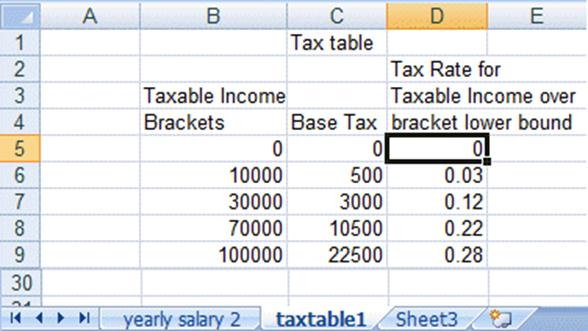 A B C D E
1 Tax table
2 Tax Rate for
3 Taxable Income Taxable Income over
4 Brackets Base Tax bracket lower bound
5 0 0 0
6 10000 500 0.03
7 30000 3000 0.12
8 70000 10500 0.22
9 100000 22500 0.28
30
yearly salary 2 taxtable1 Sheet3